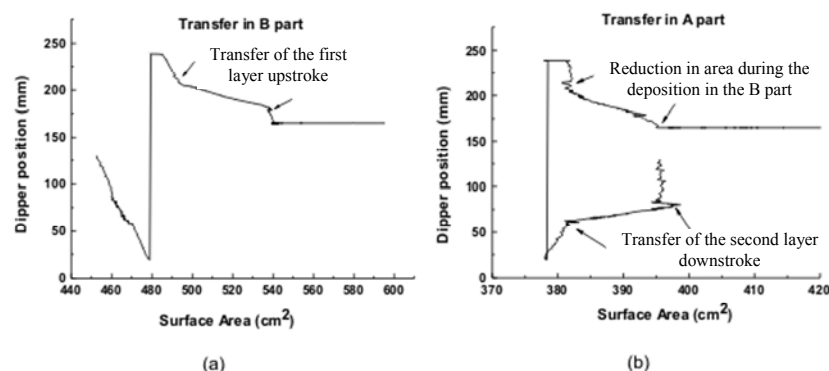 Transfer in B part
Dipper position (mm)
250
200
150
100
50
0
Transfer of the first
layer upstroke
440 460 480 500 520 540 560 580 600
Surface Area (cm²)
(a)
Transfer in A part
Dipper position (mm)
250
200
150
100
50
0
Reduction in area during the
deposition in the B part
Transfer of the second layer
downstroke
370 380 390 400 410 420
Surface Area (cm²)
(b)